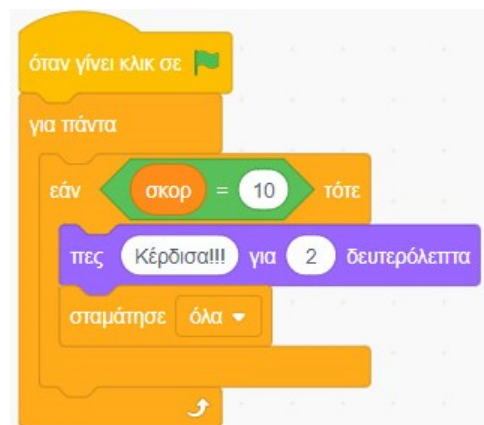 όταν γίνει κλικ σε
για πάντα
εάν σκορ = 10 τότε
πες Κέρδισα!!! για 2 δευτερόλεπτα
σταμάτησε όλα